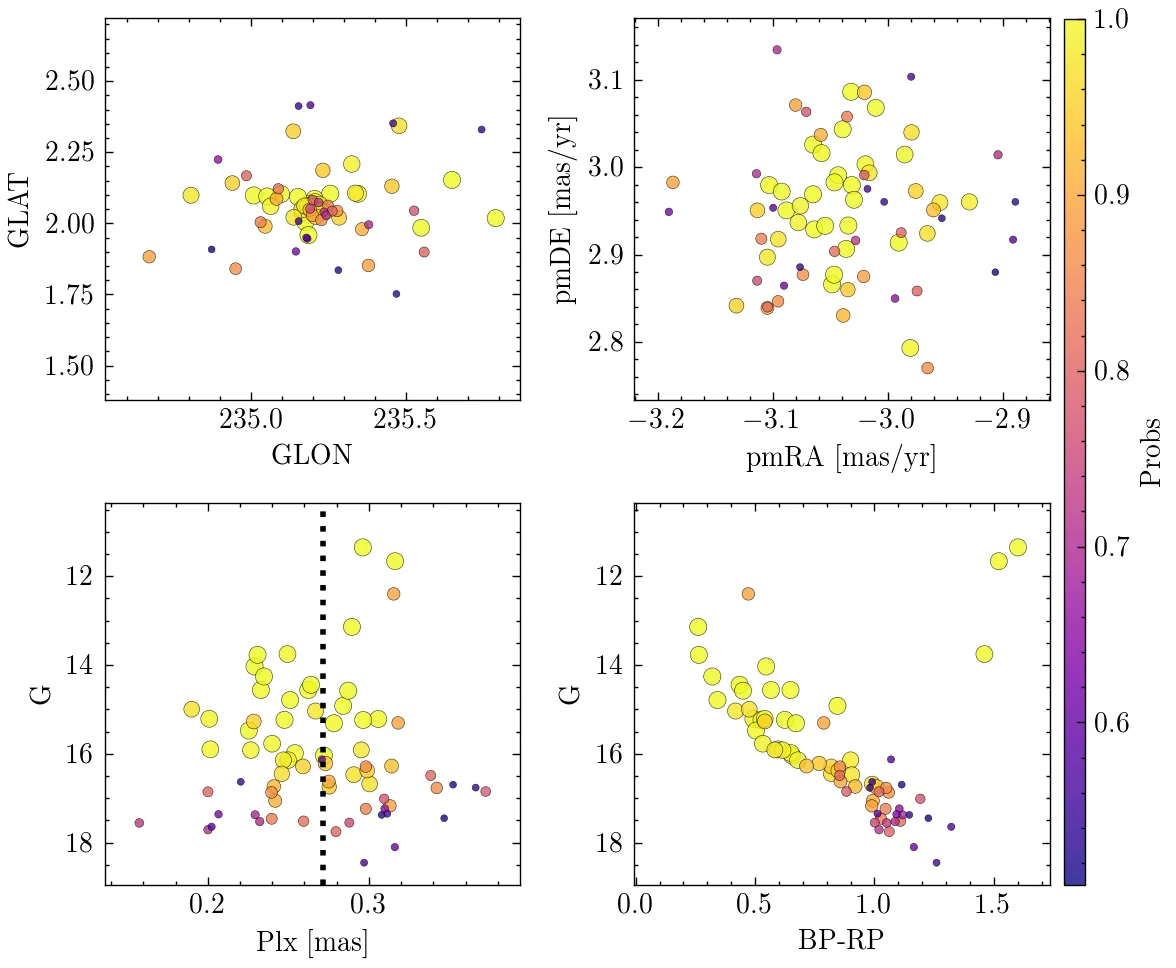 2.50
2.25
2.00
1.75
1.50
GLAT
235.0 235.5
GLON
3.1
3.0
2.9
2.8
pmDE [mas/yr]
−3.2 −3.1 −3.0 −2.9
pmRA [mas/yr]
1.0
0.9
0.8
0.7
0.6
Probs
12
14
16
18
G
0.2 0.3
Plx [mas]
12
14
16
18
G
0.0 0.5 1.0 1.5
BP-RP